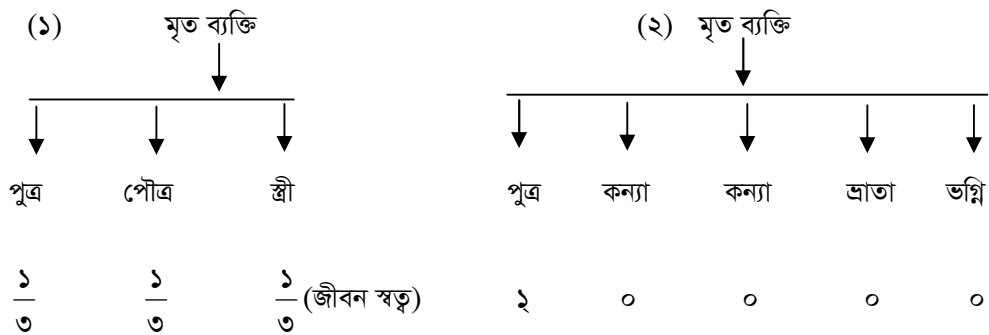 (১) মৃত ব্যক্তি (২) মৃত ব্যক্তি
পুত্র পৌত্র স্ত্রী পুত্র কন্যা কন্যা ভ্রাতা ভগ্নি
১/৩ ১/৩ ১/৩ (জীবন স্বত্ব) ১ ০ ০ ০ ০